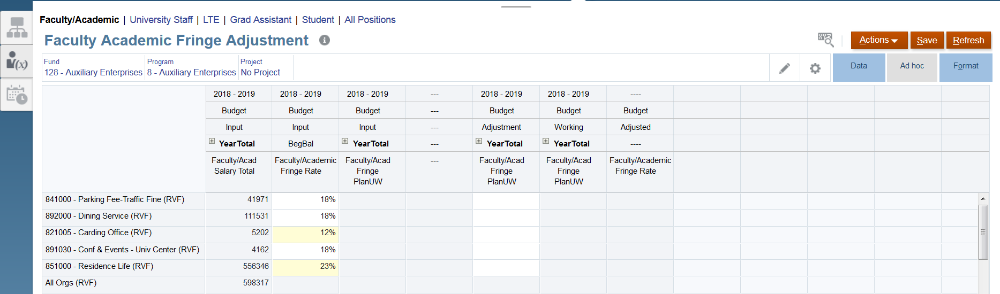 Faculty/Academic | University Staff | LTE | Grad Assistant | Student | All Positions
Faculty Academic Fringe Adjustment
Actions Save Refresh
Fund Program Project
128 - Auxiliary Enterprises 8 - Auxiliary Enterprises No Project
Data Ad hoc Format
2018 - 2019 2018 - 2019 2018 - 2019 --- 2018 - 2019 2018 - 2019 ----
Budget Budget Budget --- Budget Budget Budget
Input Input Input --- Adjustment Working Adjusted
YearTotal BegBal YearTotal --- YearTotal YearTotal ----
Faculty/Acad Faculty/Academic Faculty/Acad --- Faculty/Acad Faculty/Acad Faculty/Academic
Salary Total Fringe Rate Fringe Fringe Fringe Fringe Rate
PlanUW PlanUW PlanUW
841000 - Parking Fee-Traffic Fine (RVF) 41971 18%
892000 - Dining Service (RVF) 111531 18%
821005 - Carding Office (RVF) 5202 12%
891030 - Conf & Events - Univ Center (RVF) 4162 18%
851000 - Residence Life (RVF) 556346 23%
All Orgs (RVF) 598317